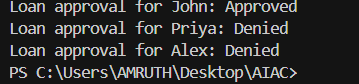 Loan approval for John: Approved
Loan approval for Priya: Denied
Loan approval for Alex: Denied
PS C:\Users\AMRUTH\Desktop\AIAC>